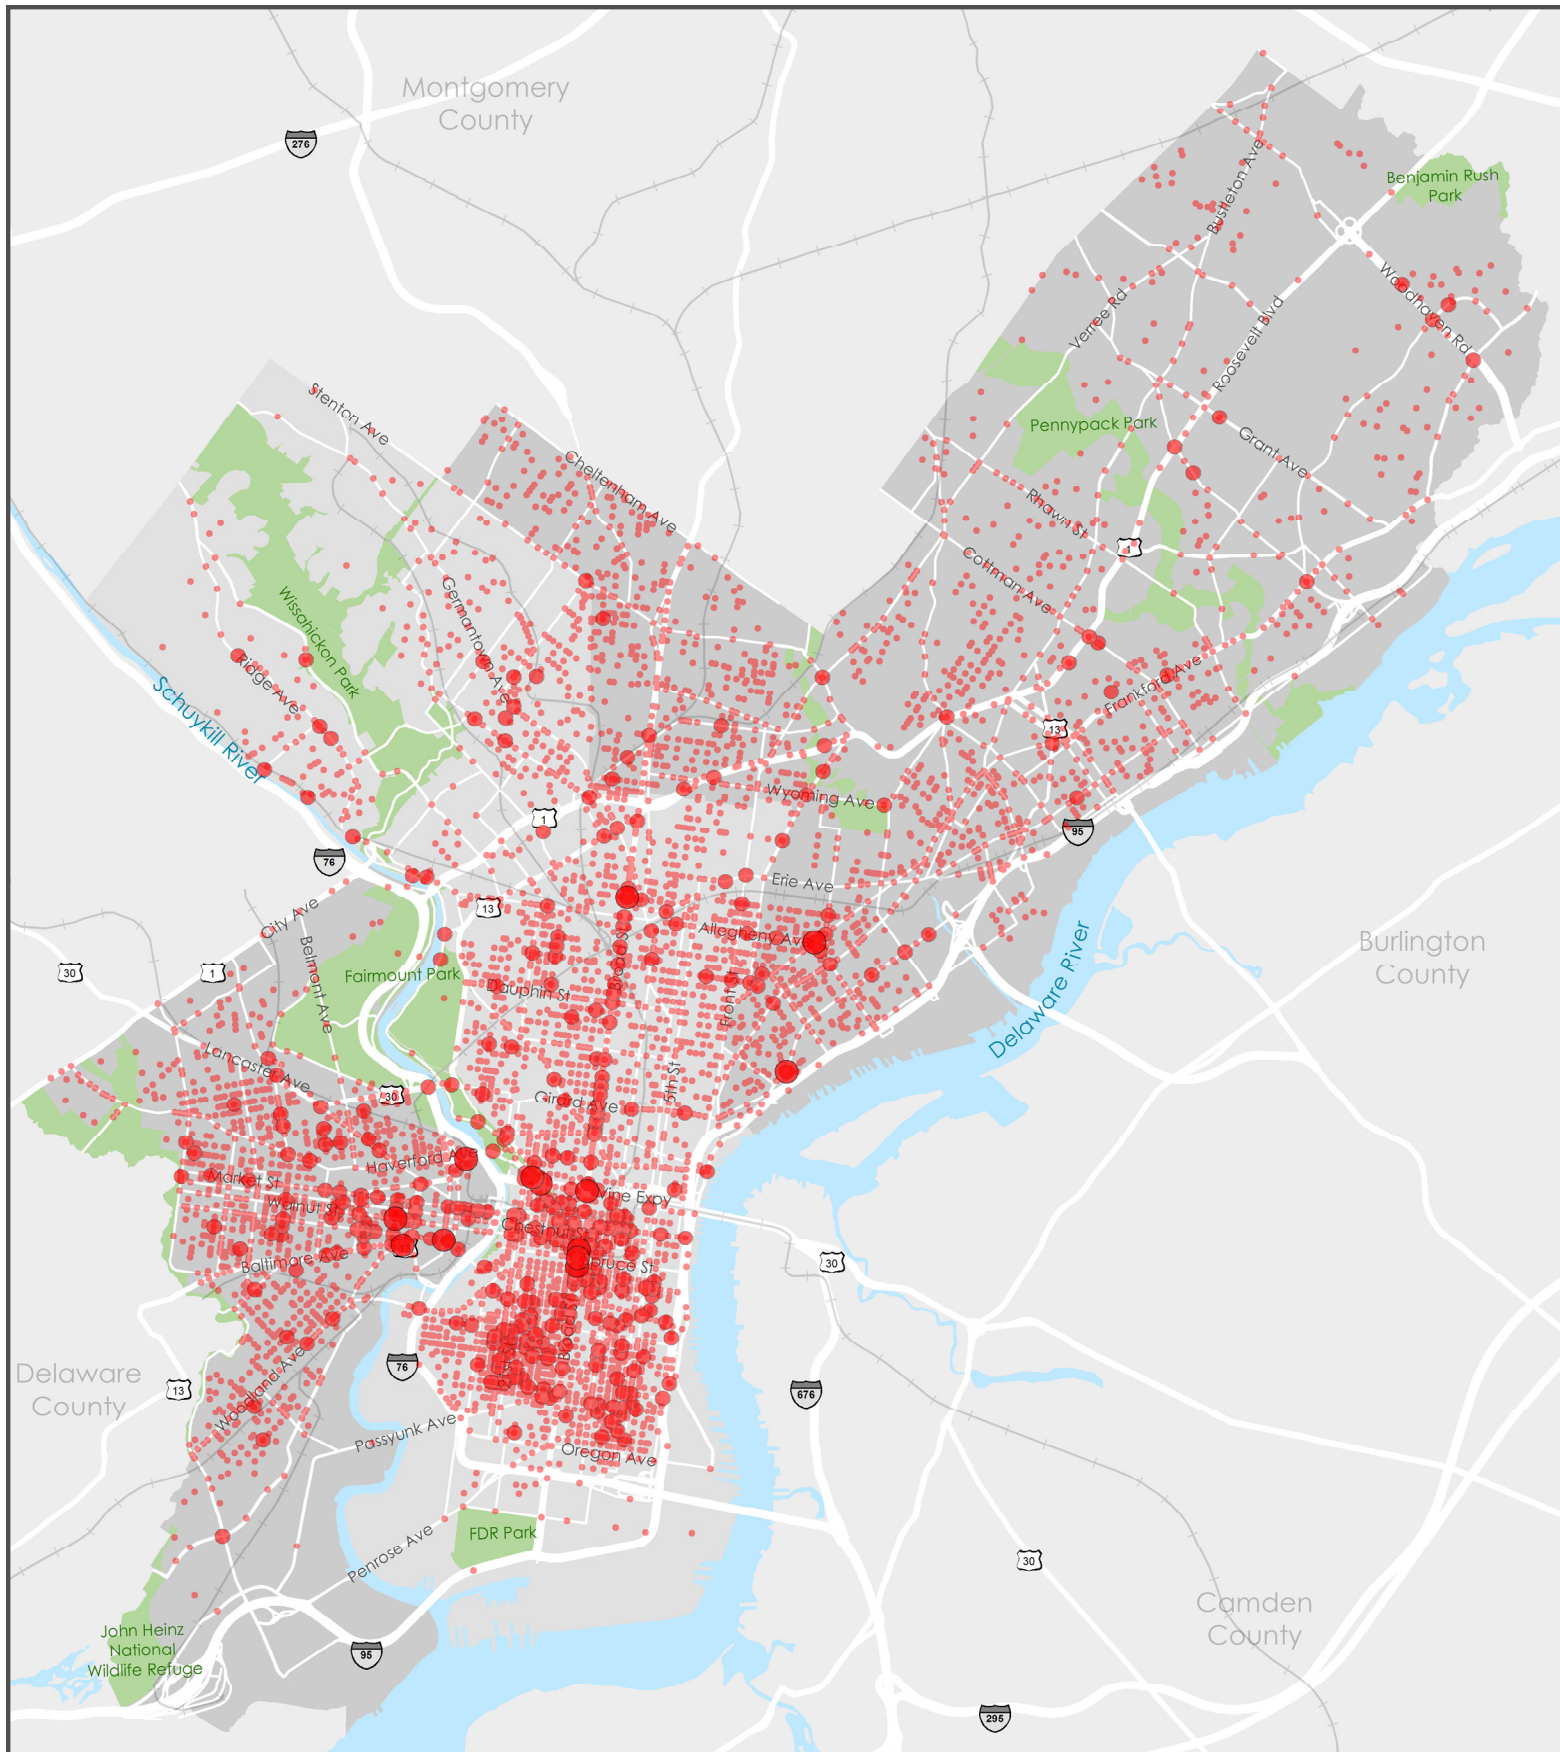 Montgomery
County
276
Benjamin Rush
Park
Bustleton Ave
Woodhaven Rd
Verree Rd
Roosevelt Blvd
Stenton Ave
Pennypack Park
Grant Ave
Cheltenham Ave
Rhawn St
1
Cottman Ave
Wissahickon Park
Germantown Ave
Ridge Ave
Schuykill River
Frankford Ave
13
Wyoming Ave
1
95
76
Erie Ave
13
City Ave
Allegheny Ave
Broad St
Belmont Ave
Burlington
County
30
1
Fairmount Park
Dauphin St
Front St
Delaware River
Lancaster Ave
30
Girard Ave
5th St
Haverford Ave
Market St
Walnut St
Vine Expy
Chestnut St
Baltimore Ave
Spruce St
30
Broad St
76
Delaware
County
13
676
Woodland Ave
Passyunk Ave
Oregon Ave
FDR Park
Penrose Ave
30
John Heinz
National
Wildlife Refuge
Camden
County
95
295